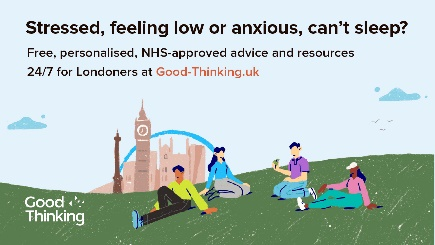 Stressed, feeling low or anxious, can't sleep?
Free, personalised, NHS-approved advice and resources
24/7 for Londoners at Good-Thinking.uk
Good
Thinking